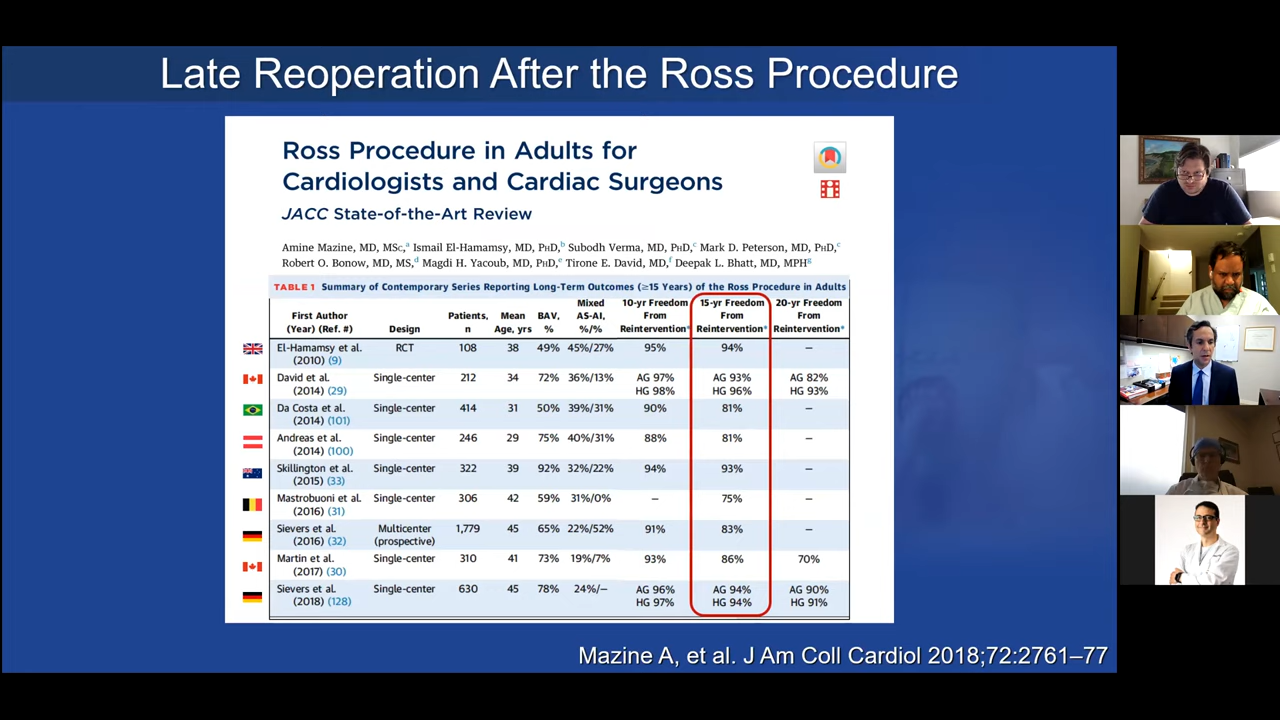 Late Reoperation After the Ross Procedure
Ross Procedure in Adults for
Cardiologists and Cardiac Surgeons
JACC State-of-the-Art Review
Amine Mazine, MD, MSc,a Ismail El-Hamamsy, MD, PhD,b Subodh Verma, MD, PhD,c Mark D. Peterson, MD, PhD,c
Robert O. Bonow, MD, MS,d Magdi H. Yacoub, MD, PhD,e Tirone E. David, MD,f Deepak L. Bhatt, MD, MPHg
TABLE 1 Summary of Contemporary Series Reporting Long-Term Outcomes (≥15 Years) of the Ross Procedure in Adults
First Author (Year) (Ref. #) Design Patients, n Mean Age, yrs BAV, % Mixed AS-AI, %/% 10-yr Freedom From Reintervention* 15-yr Freedom From Reintervention* 20-yr Freedom From Reintervention*
El-Hamamsy et al. RCT 108 38 49% 45%/27% 95% 94% —
(2010) (9)
David et al. Single-center 212 34 72% 36%/13% AG 97% AG 93% AG 82%
(2014) (29) HG 98% HG 96% HG 93%
Da Costa et al. Single-center 414 31 50% 39%/31% 90% 81% —
(2014) (101)
Andreas et al. Single-center 246 29 75% 40%/31% 88% 81% —
(2014) (100)
Skillington et al. Single-center 322 39 92% 32%/22% 94% 93% —
(2015) (33)
Mastrobuoni et al. Single-center 306 42 59% 31%/0% — 75% —
(2016) (31)
Sievers et al. Multicenter 1,779 45 65% 22%/52% 91% 83% —
(2016) (32) (prospective)
Martin et al. Single-center 310 41 73% 19%/7% 93% 86% 70%
(2017) (30)
Sievers et al. Single-center 630 45 78% 24%/— AG 96% AG 94% AG 90%
(2018) (128) HG 97% HG 94% HG 91%
Mazine A, et al. J Am Coll Cardiol 2018;72:2761–77